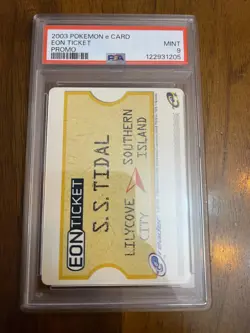 2003 POKEMON e CARD
EON TICKET
PROMO
MINT
9
PSA
122931205
EON TICKET
S.S. TIDAL
LILYCOVE CITY
SOUTHERN ISLAND